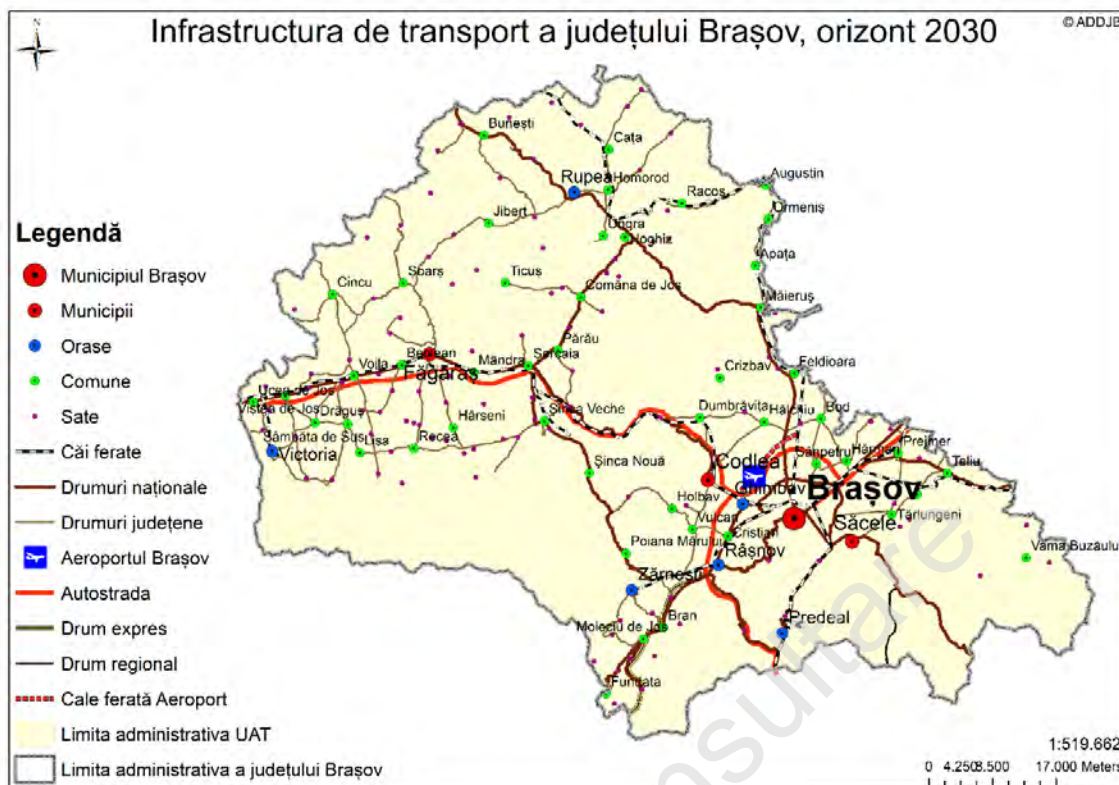 Infrastructura de transport a județului Brașov, orizont 2030
© ADDJB
Legendă
Municipiul Brașov
Municipii
Orase
Comune
Sate
Căi ferate
Drumuri naționale
Drumuri județene
Aeroportul Brașov
Autostrada
Drum expres
Drum regional
Cale ferată Aeroport
Limita administrativa UAT
Limita administrativa a județului Brașov
Bunești
Cața
Rupea
Homorod
Augustin
Racoș
Ormeniș
Jibert
Ungra
Hoghiz
Apața
Soarș
Ticuș
Cincu
Comăna de Jos
Măieruș
Părău
Voila
Mândra
Șercaia
Făgăraș
Crizbav
Feldioara
Ucea de Jos
Viștea de Jos
Drăguș
Hârseni
Șinca Veche
Dumbrăvița
Hălchiu
Bod
Sâmbăta de Sus
Lisa
Recea
Victoria
Șinca Nouă
Codlea
Sânpetru
Hărman
Prejmer
Teliu
Ghimbav
Brașov
Holbav
Vulcan
Cristian
Săcele
Tărlungeni
Poiana Mărului
Râșnov
Vama Buzăului
Zărnești
Bran
Predeal
Moieciu de Jos
Fundata
nsultare
1:519.662
0 4.250 8.500 17.000 Meters